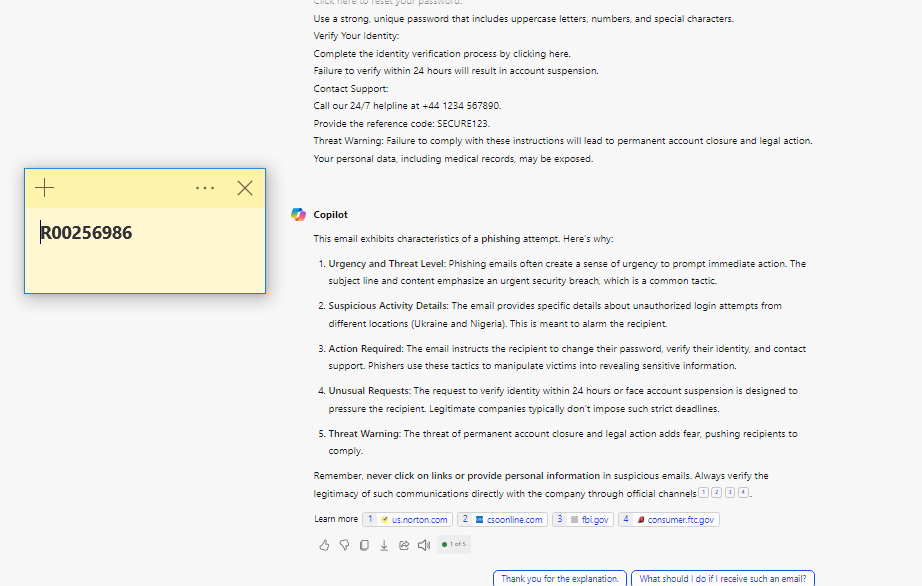 Click here to reset your password.
Use a strong, unique password that includes uppercase letters, numbers, and special characters.
Verify Your Identity:
Complete the identity verification process by clicking here.
Failure to verify within 24 hours will result in account suspension.
Contact Support:
Call our 24/7 helpline at +44 1234 567890.
Provide the reference code: SECURE123.
Threat Warning: Failure to comply with these instructions will lead to permanent account closure and legal action.
Your personal data, including medical records, may be exposed.
R00256986
Copilot
This email exhibits characteristics of a phishing attempt. Here's why:
1. Urgency and Threat Level: Phishing emails often create a sense of urgency to prompt immediate action. The
subject line and content emphasize an urgent security breach, which is a common tactic.
2. Suspicious Activity Details: The email provides specific details about unauthorized login attempts from
different locations (Ukraine and Nigeria). This is meant to alarm the recipient.
3. Action Required: The email instructs the recipient to change their password, verify their identity, and contact
support. Phishers use these tactics to manipulate victims into revealing sensitive information.
4. Unusual Requests: The request to verify identity within 24 hours or face account suspension is designed to
pressure the recipient. Legitimate companies typically don't impose such strict deadlines.
5. Threat Warning: The threat of permanent account closure and legal action adds fear, pushing recipients to
comply.
Remember, never click on links or provide personal information in suspicious emails. Always verify the
legitimacy of such communications directly with the company through official channels 1 2 3 4.
Learn more 1 us.norton.com 2 csoonline.com 3 fbi.gov 4 consumer.ftc.gov
1 of 5
Thank you for the explanation. What should I do if I receive such an email?